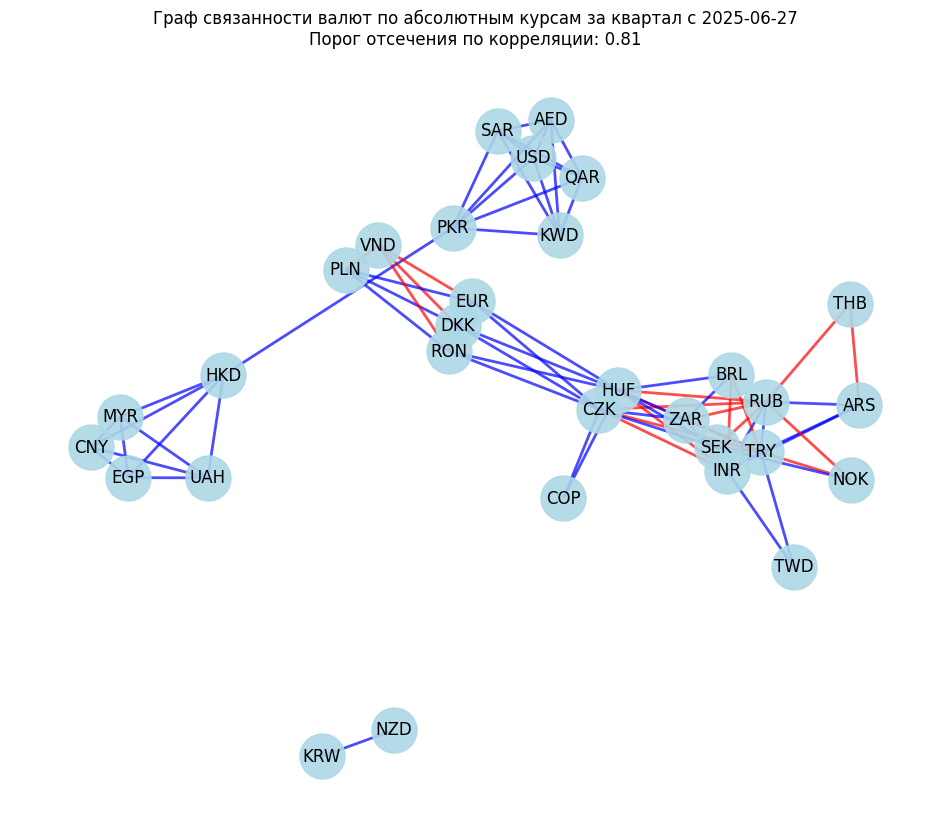 Граф связанности валют по абсолютным курсам за квартал с 2025-06-27
Порог отсечения по корреляции: 0.81
AED
SAR
USD
QAR
PKR
KWD
VND
PLN
EUR
THB
DKK
RON
HKD
BRL
HUF
RUB
ARS
CZK
MYR
ZAR
CNY
SEK
TRY
INR
EGP
UAH
NOK
COP
TWD
NZD
KRW